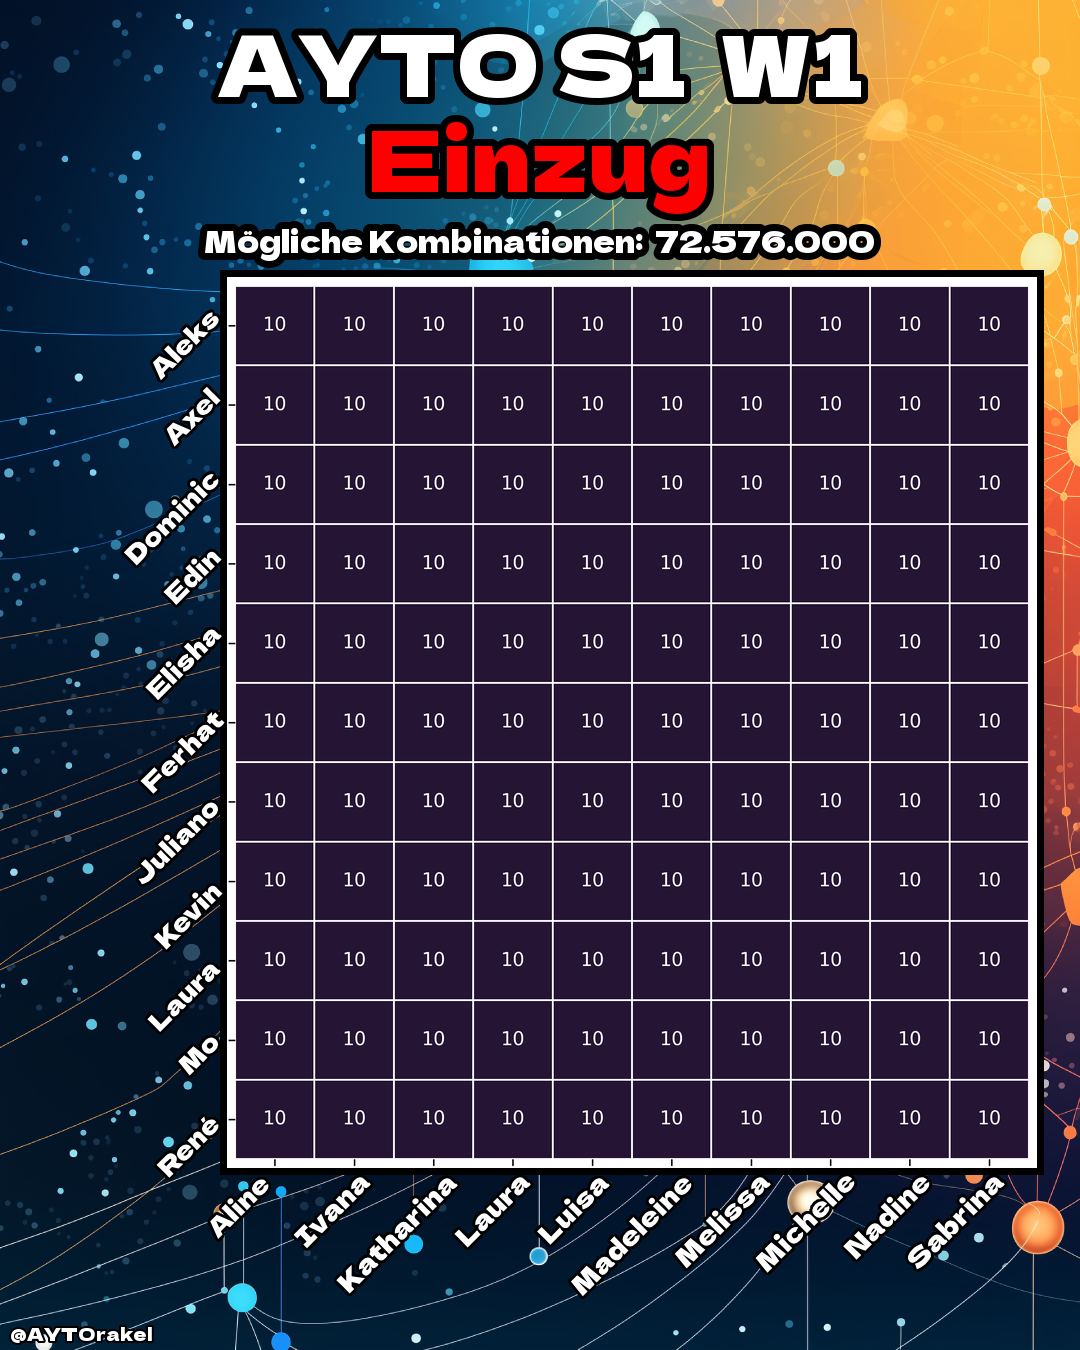 AYTO S1 W1
Einzug
Mögliche Kombinationen: 72.576.000
Aleks 10 10 10 10 10 10 10 10 10 10
Axel 10 10 10 10 10 10 10 10 10 10
Dominic 10 10 10 10 10 10 10 10 10 10
Edin 10 10 10 10 10 10 10 10 10 10
Elisha 10 10 10 10 10 10 10 10 10 10
Ferhat 10 10 10 10 10 10 10 10 10 10
Juliano 10 10 10 10 10 10 10 10 10 10
Kevin 10 10 10 10 10 10 10 10 10 10
Laura 10 10 10 10 10 10 10 10 10 10
Mo 10 10 10 10 10 10 10 10 10 10
René 10 10 10 10 10 10 10 10 10 10
Aline Ivana Katharina Laura Luisa Madeleine Melissa Michelle Nadine Sabrina
@AYTOrakel